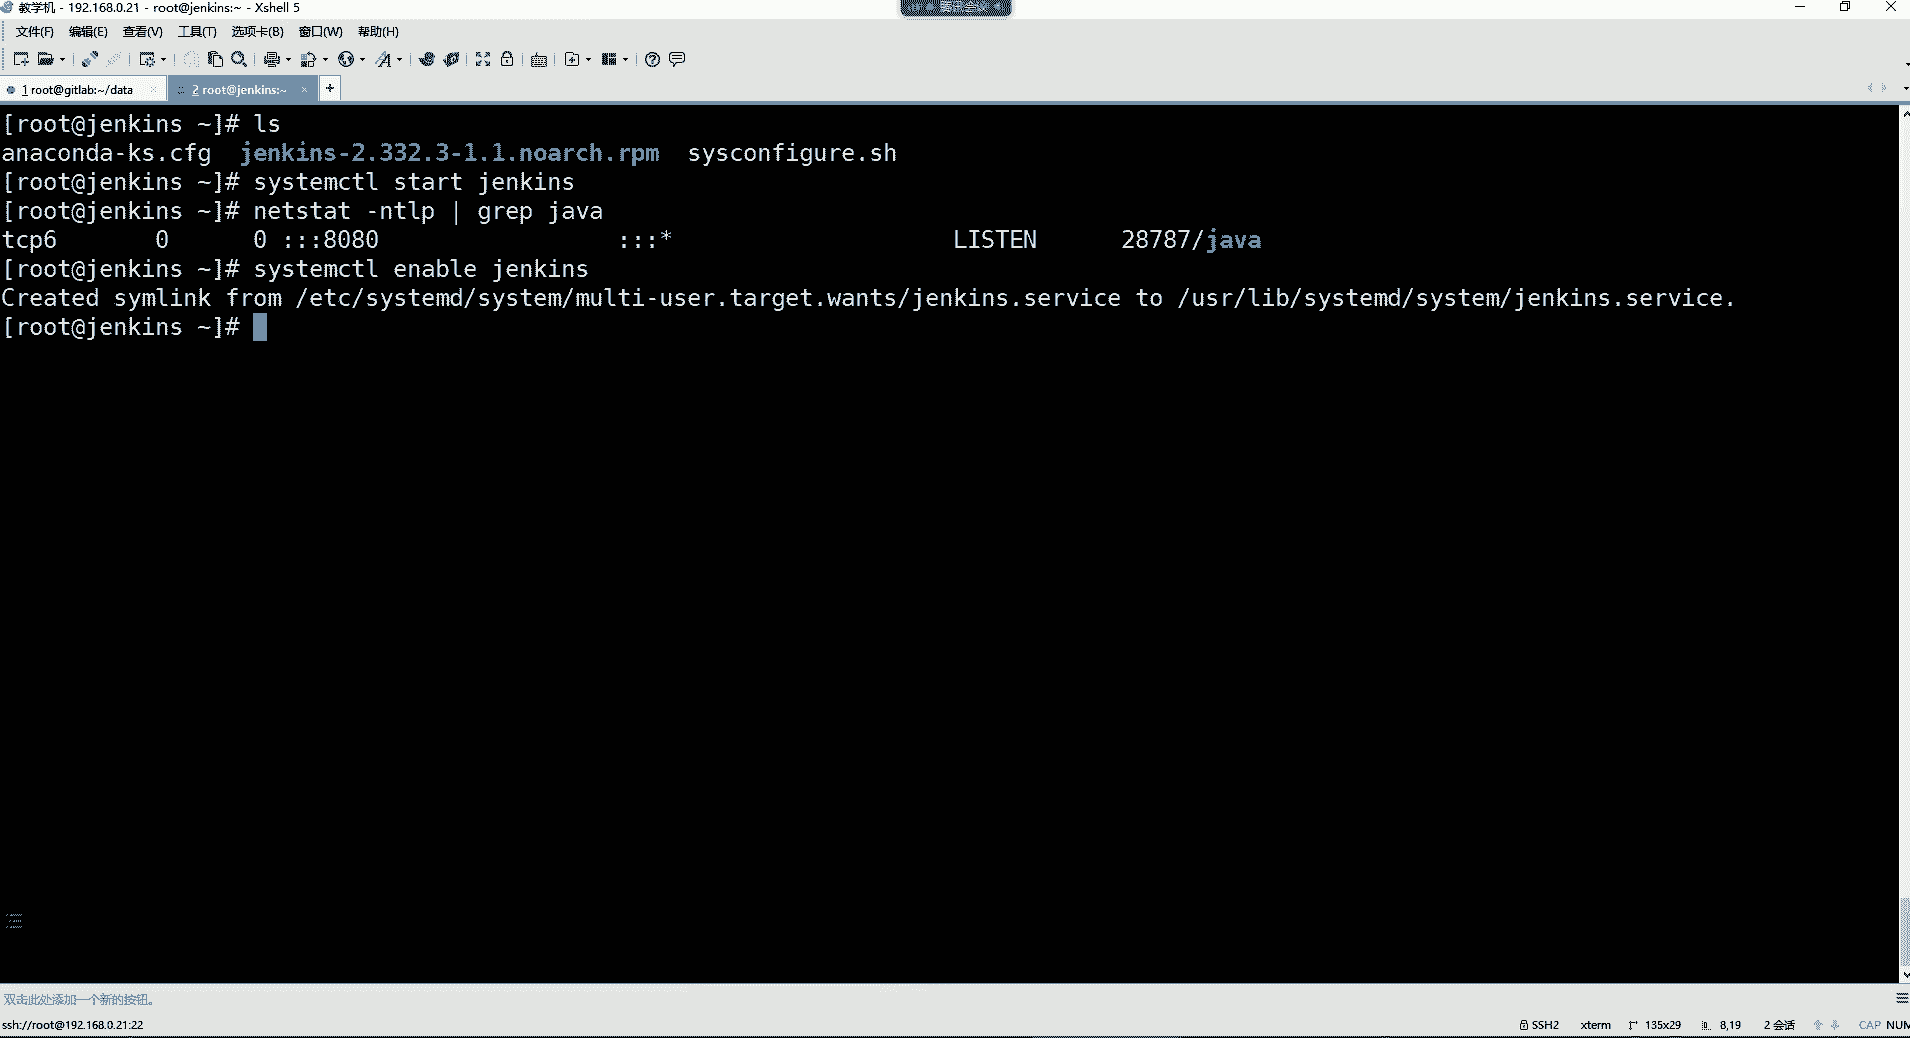 教学机 - 192.168.0.21 - root@jenkins:~ - Xshell 5
文件(F) 编辑(E) 查看(V) 工具(T) 选项卡(B) 窗口(W) 帮助(H)
1 root@gitlab:~/data × 2 root@jenkins:~ × +
[root@jenkins ~]# ls
anaconda-ks.cfg jenkins-2.332.3-1.1.noarch.rpm sysconfigure.sh
[root@jenkins ~]# systemctl start jenkins
[root@jenkins ~]# netstat -ntlp | grep java
tcp6 0 0 :::8080 :::* LISTEN 28787/java
[root@jenkins ~]# systemctl enable jenkins
Created symlink from /etc/systemd/system/multi-user.target.wants/jenkins.service to /usr/lib/systemd/system/jenkins.service.
[root@jenkins ~]#
双击此处添加一个新的按钮。
ssh://root@192.168.0.21:22 SSH2 xterm 135x29 8,19 2 会话 CAP NUM